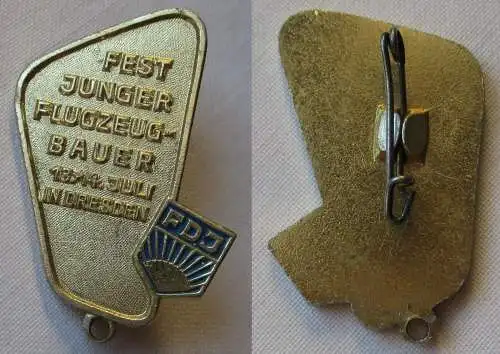 FEST
JUNGER
FLUGZEUG-
BAUER
13./14. JULI
IN DRESDEN
FDJ